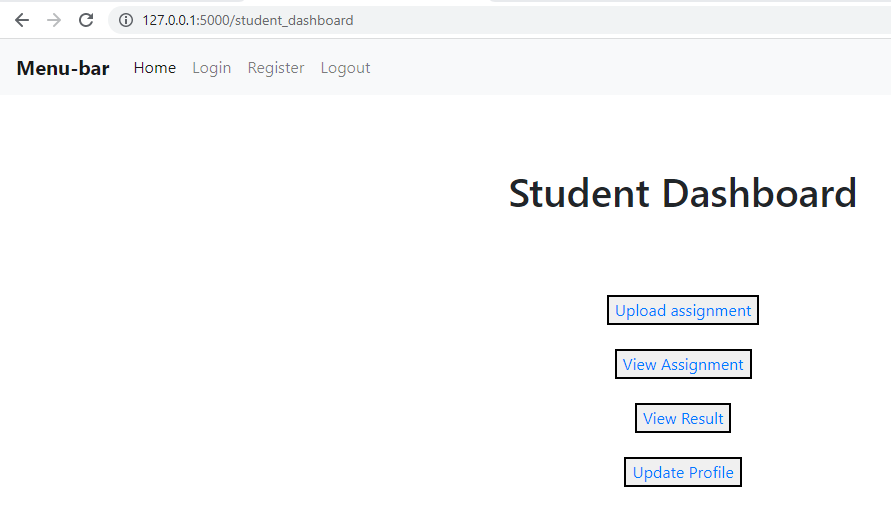 127.0.0.1:5000/student_dashboard
Menu-bar Home Login Register Logout
Student Dashboard
Upload assignment
View Assignment
View Result
Update Profile